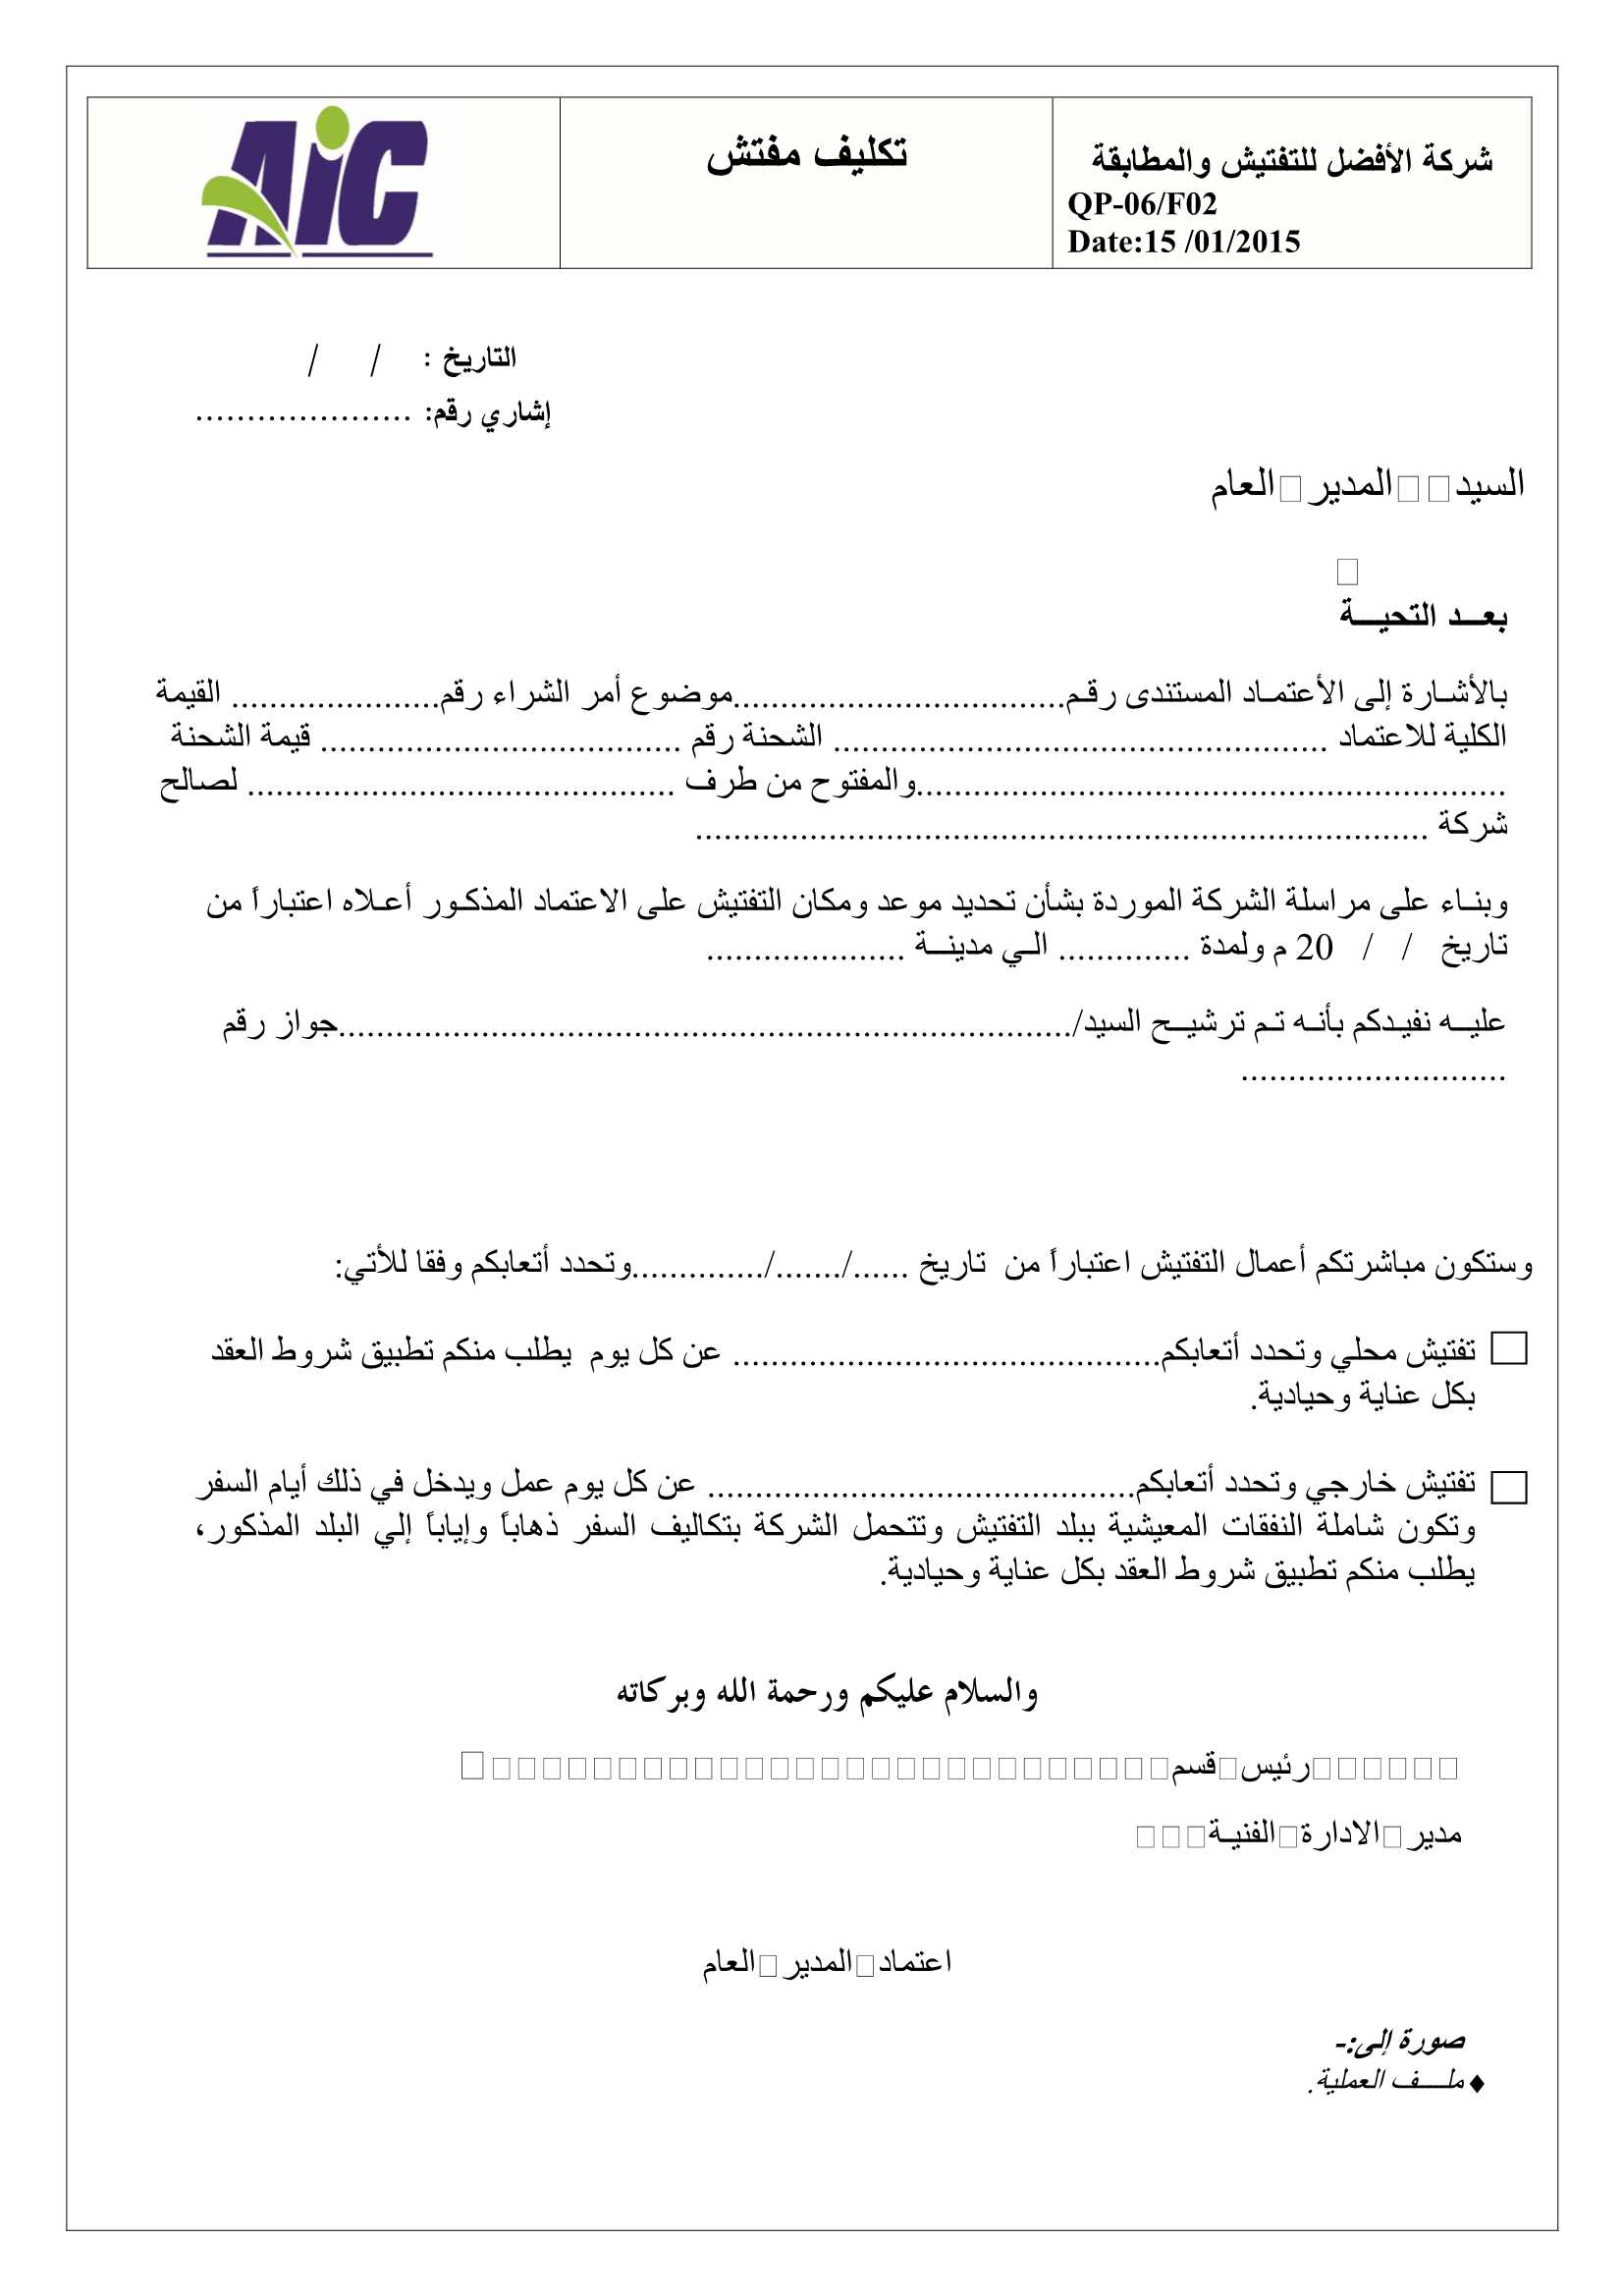 شركة الأفضل للتفتيش والمطابقة
QP-06/F02
Date:15 /01/2015
تكليف مفتش
AiC
التاريخ : / /
إشاري رقم: .....................
السيد المدير العام
بعـــد التحيـــة
بالأشـارة إلى الأعتمـاد المستندى رقـم...................................موضوع أمر الشراء رقم...................... القيمة
الكلية للاعتماد .................................................... الشحنة رقم ...................................... قيمة الشحنة
..............................................................والمفتوح من طرف ............................................. لصالح
شركة .............................................................................
وبنـاء على مراسلة الشركة الموردة بشأن تحديد موعد ومكان التفتيش على الاعتماد المذكـور أعـلاه اعتباراً من
تاريخ / / 20 م ولمدة .............. الـي مدينــة .....................
عليــه نفيـدكم بأنـه تـم ترشيــح السيد/.............................................................................جواز رقم
............................
وستكون مباشرتكم أعمال التفتيش اعتباراً من تاريخ ....../......./..............وتحدد أتعابكم وفقا للأتي:
تفتيش محلي وتحدد أتعابكم............................................. عن كل يوم يطلب منكم تطبيق شروط العقد
بكل عناية وحيادية.
تفتيش خارجي وتحدد أتعابكم............................................. عن كل يوم عمل ويدخل في ذلك أيام السفر
وتكون شاملة النفقات المعيشية ببلد التفتيش وتتحمل الشركة بتكاليف السفر ذهاباً وإياباً إلي البلد المذكور،
يطلب منكم تطبيق شروط العقد بكل عناية وحيادية.
والسلام عليكم ورحمة الله وبركاته
رئيس قسم
مدير الادارة الفنيـة
اعتماد المدير العام
صورة إلى:-
♦ ملــــف العملية.